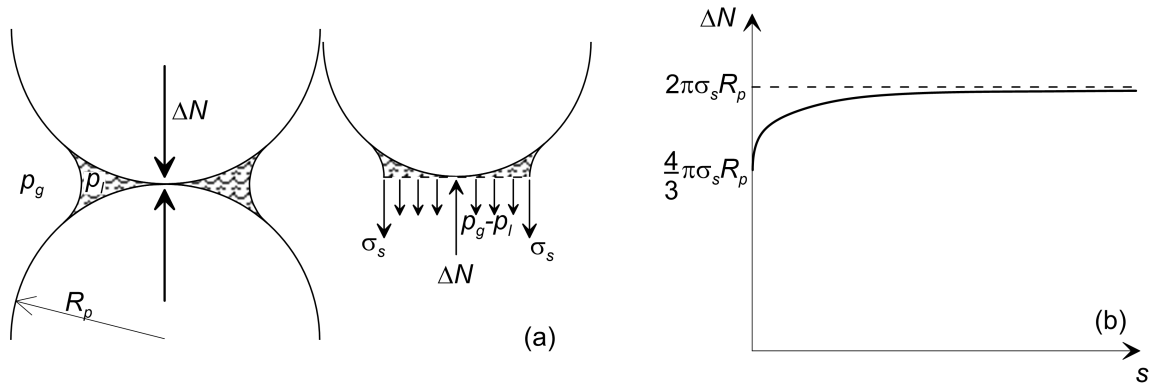 ΔN
p_g
p_l
R_p
p_g-p_l
σ_s
σ_s
ΔN
(a)
ΔN
2πσ_sR_p
4/3 πσ_sR_p
(b)
s